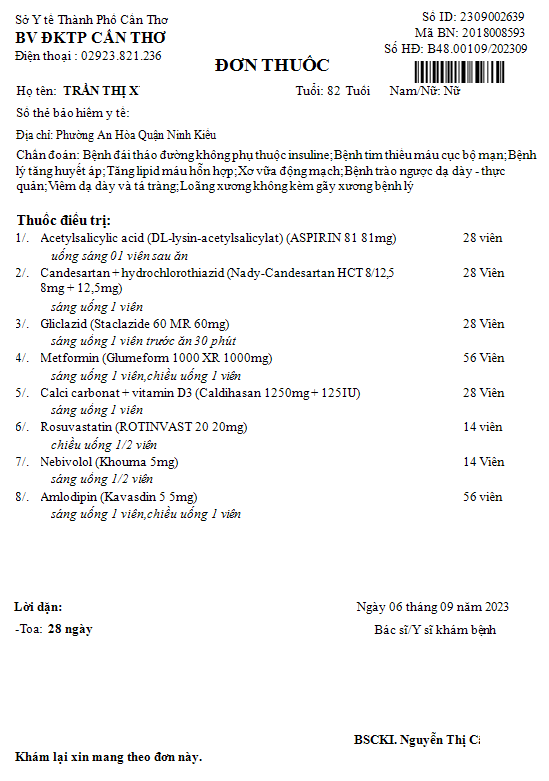 Sở Y tế Thành Phố Cần Thơ
BV ĐKTP CẦN THƠ
Điện thoại : 02923.821.236
Số ID: 2309002639
Mã BN: 2018008593
Số HĐ: B48.00109/202309
ĐƠN THUỐC
Họ tên: TRẦN THỊ X Tuổi: 82 Tuổi Nam/Nữ: Nữ
Số thẻ bảo hiểm y tế:
Địa chỉ: Phường An Hòa Quận Ninh Kiều
Chẩn đoán: Bệnh đái tháo đường không phụ thuộc insuline;Bệnh tim thiếu máu cục bộ mạn;Bệnh
lý tăng huyết áp;Tăng lipid máu hỗn hợp;Xơ vữa động mạch;Bệnh trào ngược dạ dày - thực
quản;Viêm dạ dày và tá tràng;Loãng xương không kèm gãy xương bệnh lý
Thuốc điều trị:
1/. Acetylsalicylic acid (DL-lysin-acetylsalicylat) (ASPIRIN 81 81mg) 28 viên
uống sáng 01 viên sau ăn
2/. Candesartan + hydrochlorothiazid (Nady-Candesartan HCT 8/12,5 28 Viên
8mg + 12,5mg)
sáng uống 1 viên
3/. Gliclazid (Staclazide 60 MR 60mg) 28 Viên
sáng uống 1 viên trước ăn 30 phút
4/. Metformin (Glumeform 1000 XR 1000mg) 56 Viên
sáng uống 1 viên,chiều uống 1 viên
5/. Calci carbonat + vitamin D3 (Caldihasan 1250mg + 125IU) 28 Viên
sáng uống 1 viên
6/. Rosuvastatin (ROTINVAST 20 20mg) 14 viên
chiều uống 1/2 viên
7/. Nebivolol (Khouma 5mg) 14 Viên
sáng uống 1/2 viên
8/. Amlodipin (Kavasdin 5 5mg) 56 viên
sáng uống 1 viên,chiều uống 1 viên
Lời dặn:
-Toa: 28 ngày
Ngày 06 tháng 09 năm 2023
Bác sĩ/Y sĩ khám bệnh
BSCKI. Nguyễn Thị
Khám lại xin mang theo đơn này.